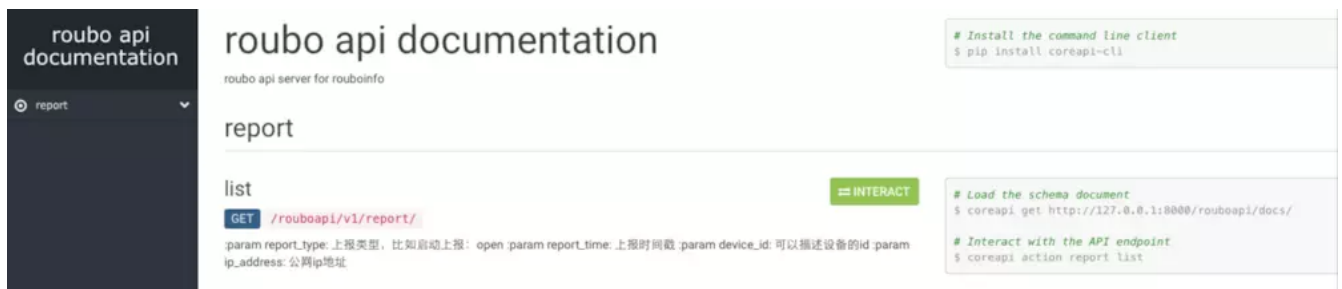 roubo api
documentation
report
roubo api documentation
roubo api server for rouboinfo
report
list
INTERACT
GET /rouboapi/v1/report/
:param report_type: 上报类型，比如启动上报：open :param report_time: 上报时间戳 :param device_id: 可以描述设备的id :param
ip_address: 公网ip地址
# Install the command line client
$ pip install coreapi-cli
# Load the schema document
$ coreapi get http://127.0.0.1:8000/rouboapi/docs/
# Interact with the API endpoint
$ coreapi action report list